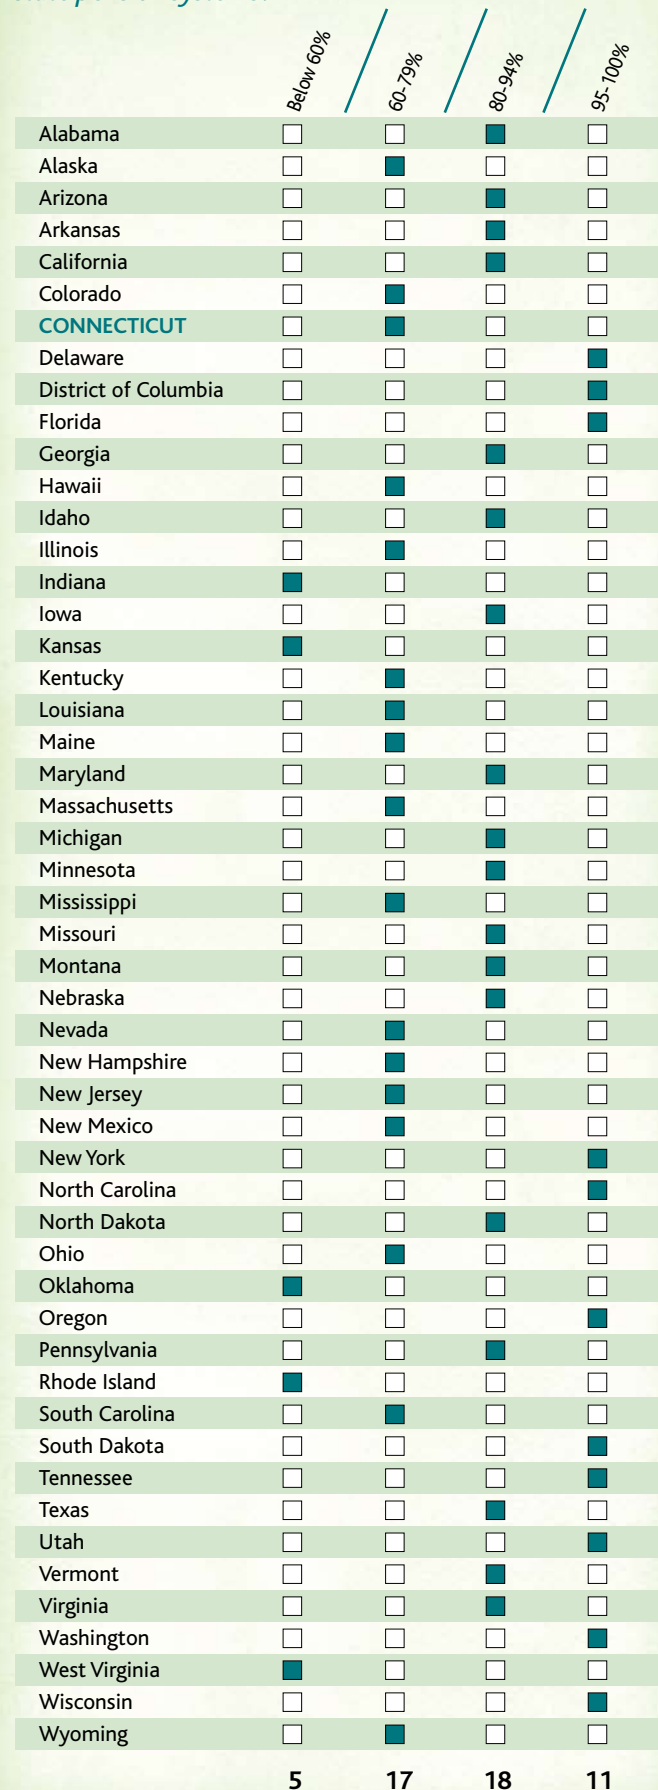 Below 60%
60-79%
80-94%
95-100%
Alabama
Alaska
Arizona
Arkansas
California
Colorado
CONNECTICUT
Delaware
District of Columbia
Florida
Georgia
Hawaii
Idaho
Illinois
Indiana
Iowa
Kansas
Kentucky
Louisiana
Maine
Maryland
Massachusetts
Michigan
Minnesota
Mississippi
Missouri
Montana
Nebraska
Nevada
New Hampshire
New Jersey
New Mexico
New York
North Carolina
North Dakota
Ohio
Oklahoma
Oregon
Pennsylvania
Rhode Island
South Carolina
South Dakota
Tennessee
Texas
Utah
Vermont
Virginia
Washington
West Virginia
Wisconsin
Wyoming
5 17 18 11